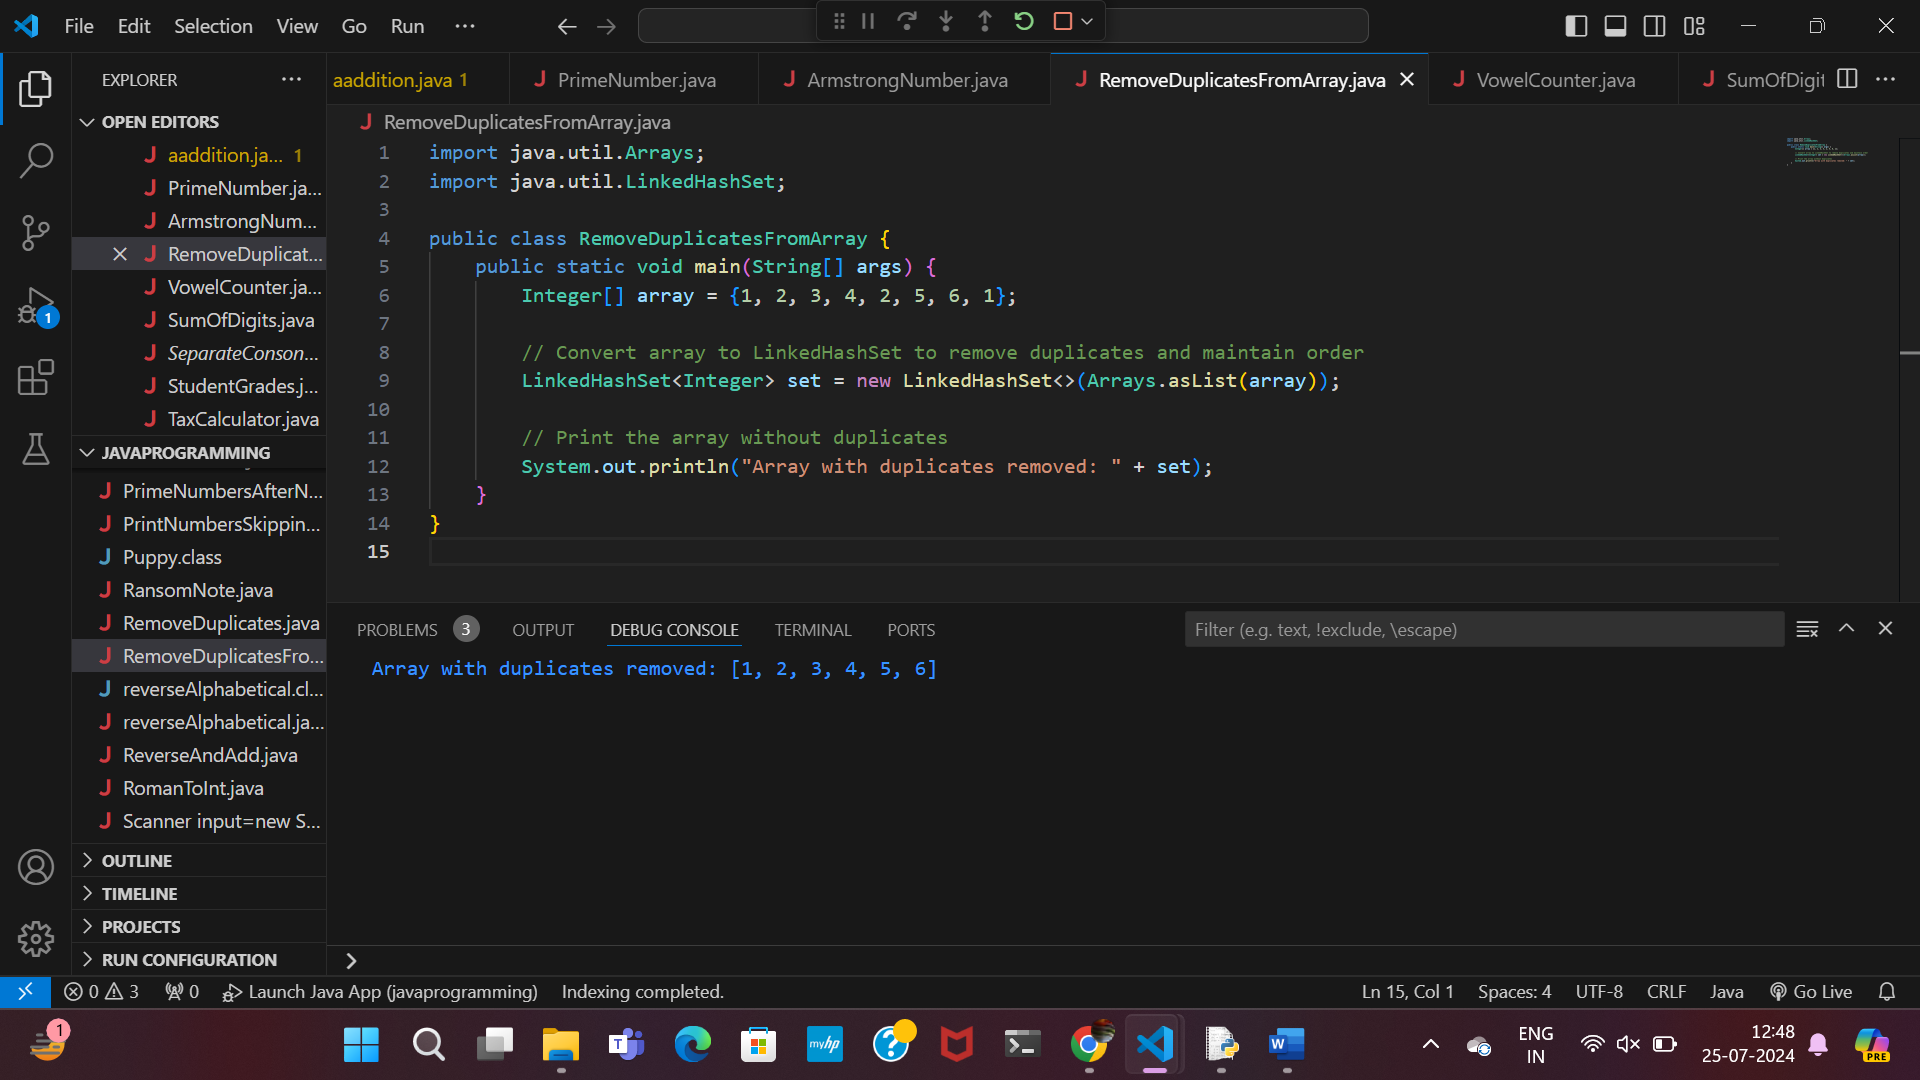 File Edit Selection View Go Run ...
EXPLORER ...
OPEN EDITORS
aaddition.ja... 1
PrimeNumber.ja...
ArmstrongNum...
RemoveDuplicat...
VowelCounter.ja...
SumOfDigits.java
SeparateConson...
StudentGrades.j...
TaxCalculator.java
JAVAPROGRAMMING
PrimeNumbersAfterN...
PrintNumbersSkippin...
Puppy.class
RansomNote.java
RemoveDuplicates.java
RemoveDuplicatesFro...
reverseAlphabetical.cl...
reverseAlphabetical.ja...
ReverseAndAdd.java
RomanToInt.java
Scanner input=new S...
OUTLINE
TIMELINE
PROJECTS
RUN CONFIGURATION
1
aaddition.java 1 PrimeNumber.java ArmstrongNumber.java RemoveDuplicatesFromArray.java VowelCounter.java SumOfDigit
RemoveDuplicatesFromArray.java
1 import java.util.Arrays;
2 import java.util.LinkedHashSet;
3
4 public class RemoveDuplicatesFromArray {
5 public static void main(String[] args) {
6 Integer[] array = {1, 2, 3, 4, 2, 5, 6, 1};
7
8 // Convert array to LinkedHashSet to remove duplicates and maintain order
9 LinkedHashSet<Integer> set = new LinkedHashSet<>(Arrays.asList(array));
10
11 // Print the array without duplicates
12 System.out.println("Array with duplicates removed: " + set);
13 }
14 }
15
PROBLEMS 3 OUTPUT DEBUG CONSOLE TERMINAL PORTS Filter (e.g. text, !exclude, \escape)
Array with duplicates removed: [1, 2, 3, 4, 5, 6]
0 3 0 Launch Java App (javaprogramming) Indexing completed. Ln 15, Col 1 Spaces: 4 UTF-8 CRLF Java Go Live
1 myhp W ENG 12:48
IN 25-07-2024 PRE